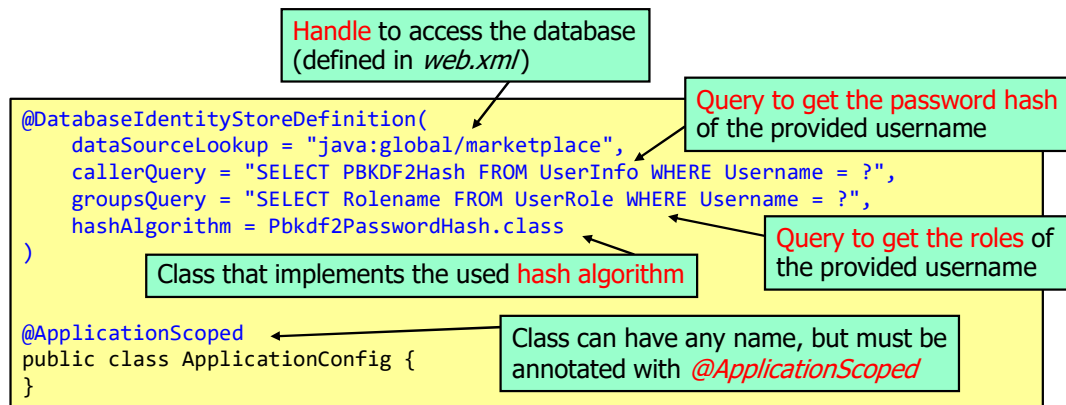 Handle to access the database
(defined in web.xml)
@DatabaseIdentityStoreDefinition(
dataSourceLookup = "java:global/marketplace",
callerQuery = "SELECT PBKDF2Hash FROM UserInfo WHERE Username = ?",
groupsQuery = "SELECT Rolename FROM UserRole WHERE Username = ?",
hashAlgorithm = Pbkdf2PasswordHash.class
)
Query to get the password hash
of the provided username
Query to get the roles of
the provided username
Class that implements the used hash algorithm
@ApplicationScoped
public class ApplicationConfig {
}
Class can have any name, but must be
annotated with @ApplicationScoped